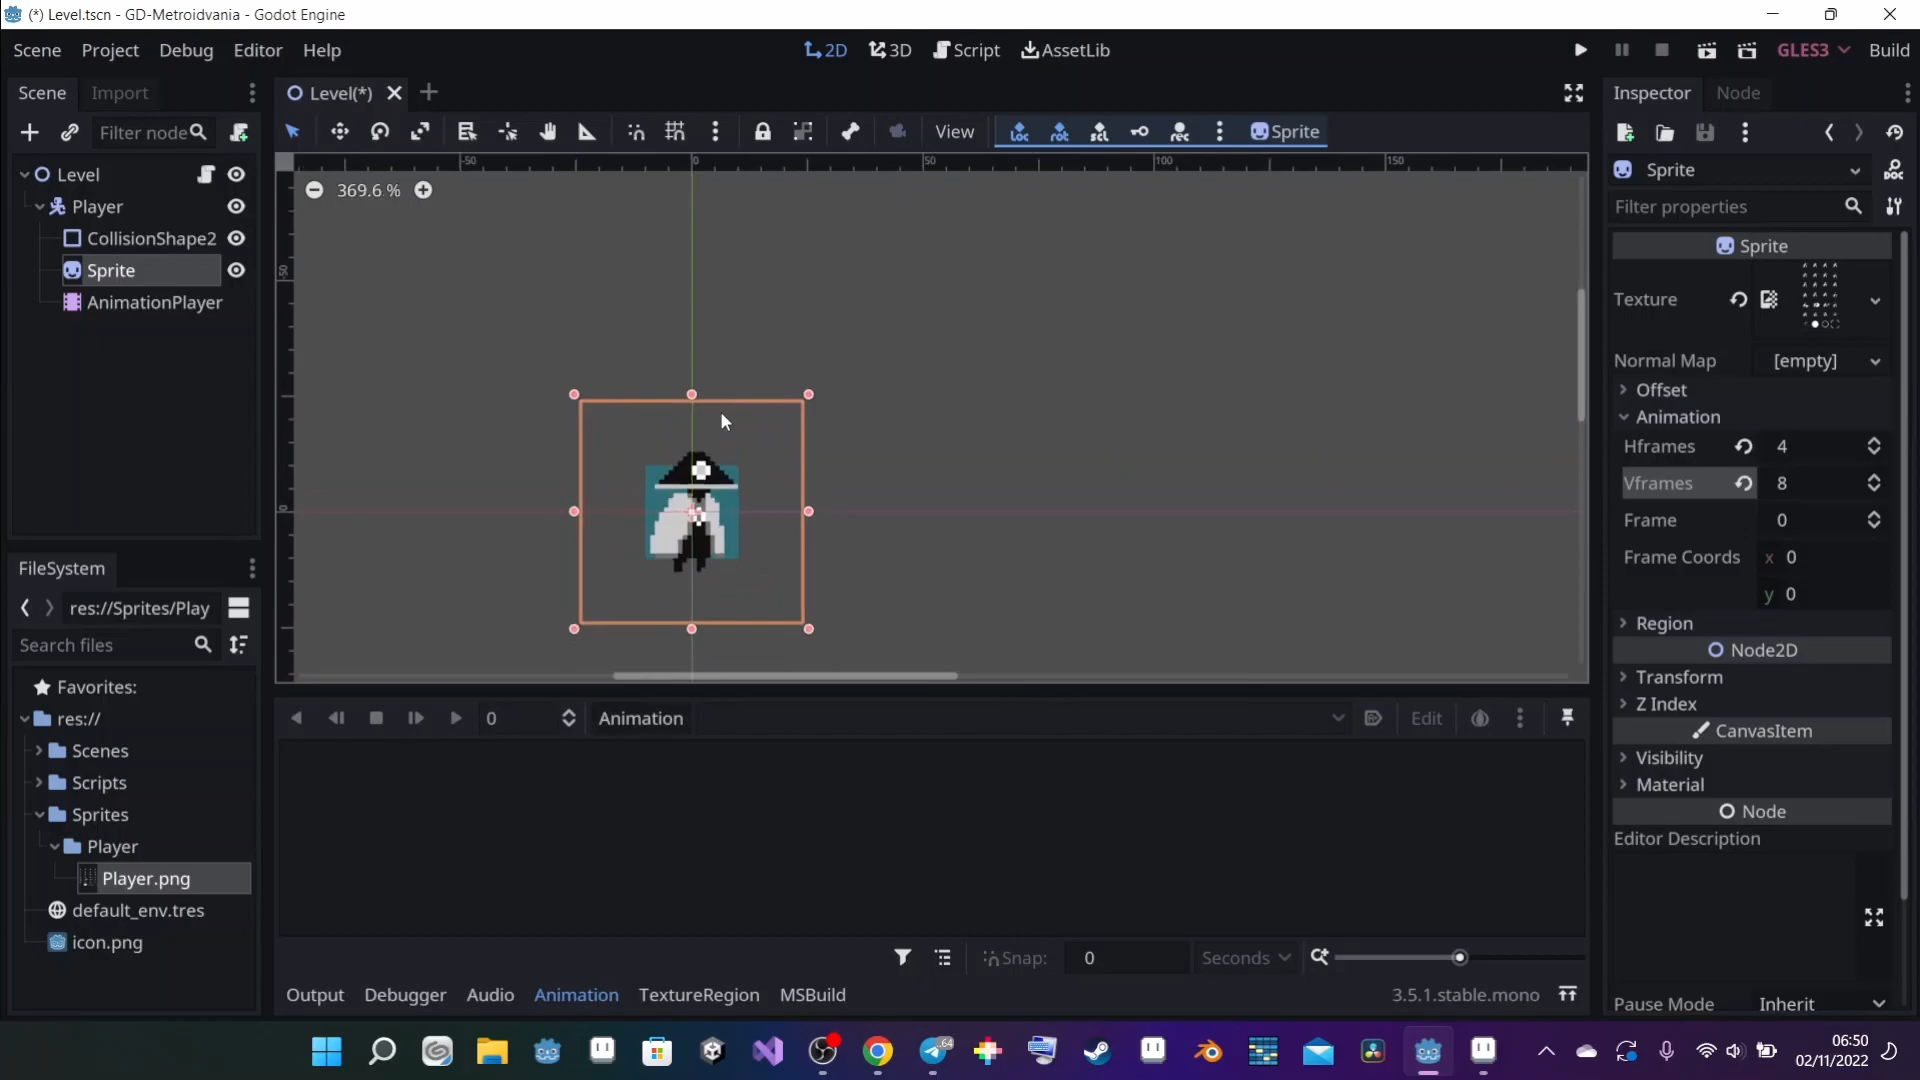 (*) Level.tscn - GD-Metroidvania - Godot Engine
Scene Project Debug Editor Help
2D 3D Script AssetLib
GLES3 Build
Scene Import
Filter node
Level
Player
CollisionShape2
Sprite
AnimationPlayer
Level(*)
View
Sprite
-50 0 50 100 150
369.6 %
-50
0
Inspector Node
Sprite
DOC
Filter properties
Sprite
Texture
Normal Map [empty]
Offset
Animation
Hframes 4
Vframes 8
Frame 0
Frame Coords x 0
y 0
Region
Node2D
Transform
Z Index
CanvasItem
Visibility
Material
Node
Editor Description
Pause Mode Inherit
FileSystem
res://Sprites/Play
Search files
Favorites:
res://
Scenes
Scripts
Sprites
Player
Player.png
default_env.tres
icon.png
0 Animation Edit
Snap: 0 Seconds
Output Debugger Audio Animation TextureRegion MSBuild 3.5.1.stable.mono
64
06:50
02/11/2022